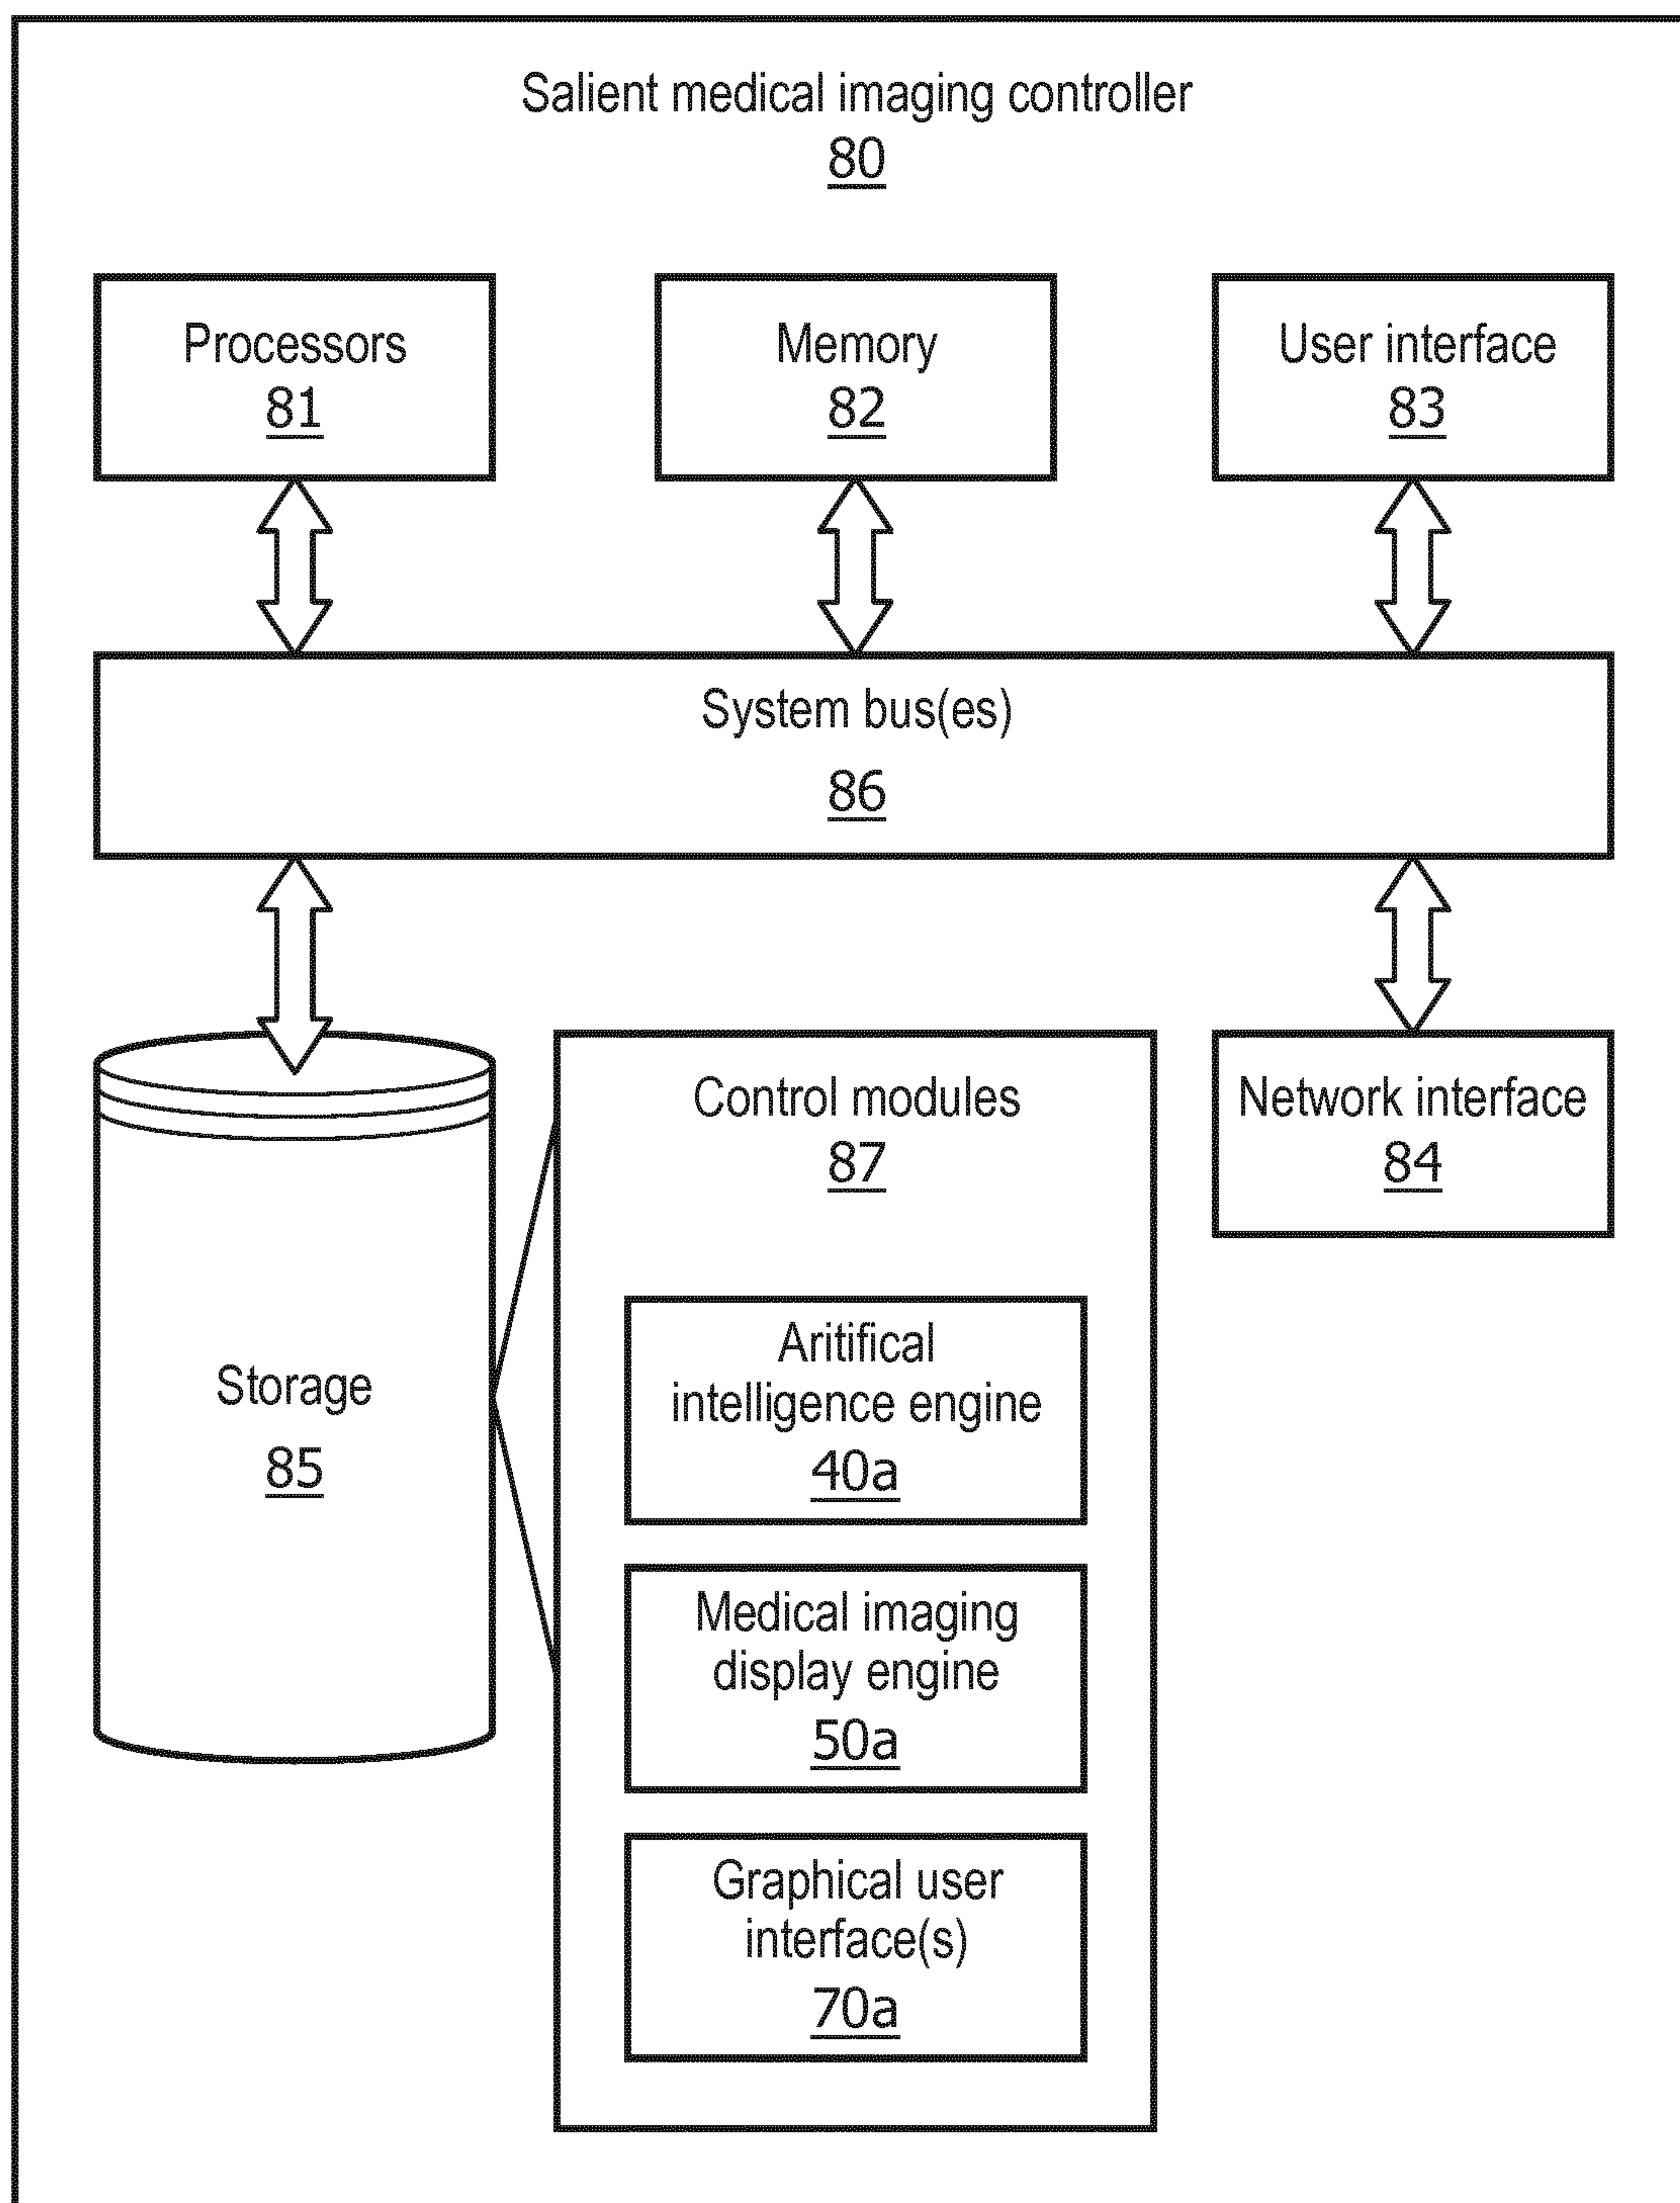 Salient medical imaging controller
80
Processors
81
Memory
82
User interface
83
System bus(es)
86
Storage
85
Control modules
87
Aritifical
intelligence engine
40a
Medical imaging
display engine
50a
Graphical user
interface(s)
70a
Network interface
84